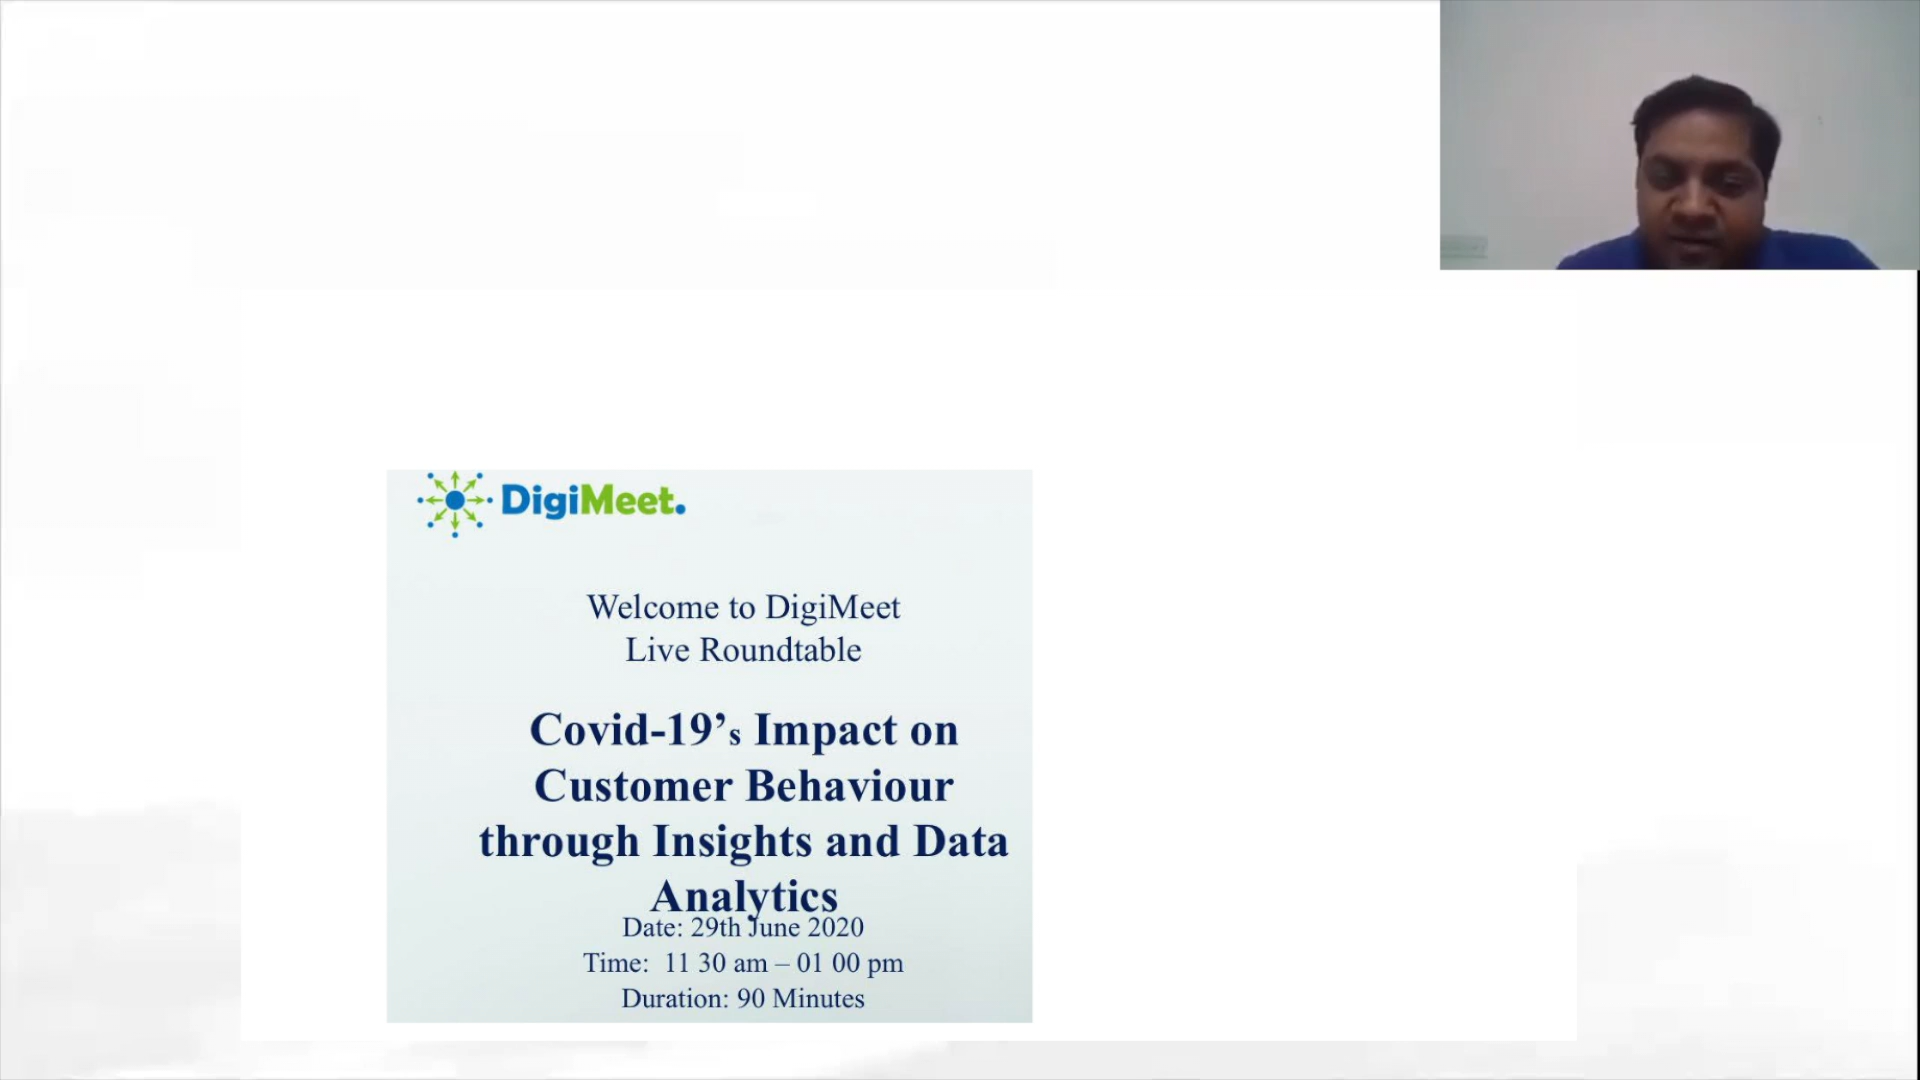 DigiMeet.
Welcome to DigiMeet
Live Roundtable
Covid-19’s Impact on
Customer Behaviour
through Insights and Data
Analytics
Date: 29th June 2020
Time: 11 30 am – 01 00 pm
Duration: 90 Minutes